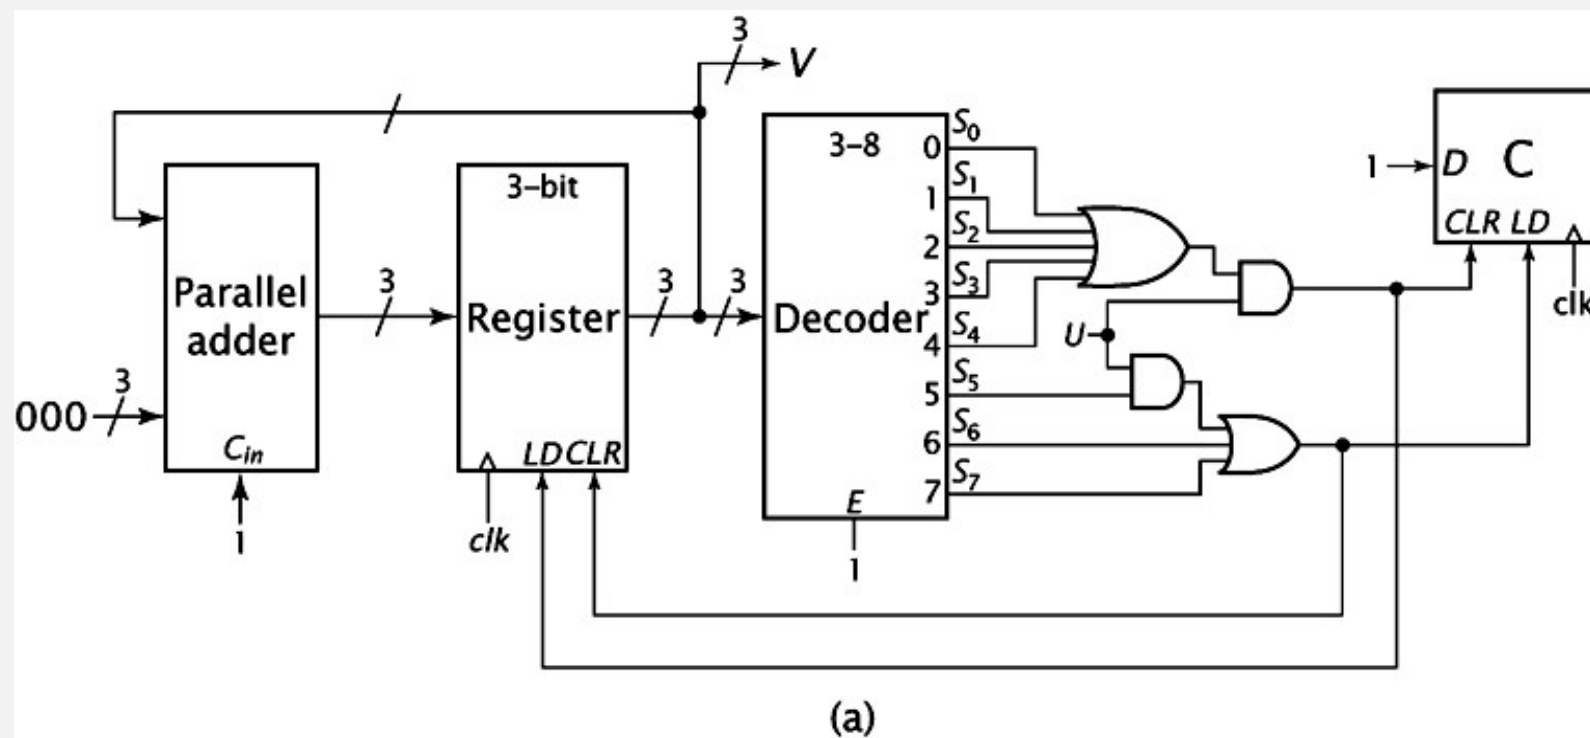 3
V
3-bit
3-8
0
S0
1
S1
2
S2
3
S3
4
S4
5
S5
6
S6
7
S7
1
D
C
CLR LD
clk
Parallel
adder
3
Register
3
3
Decoder
U
000
3
Cin
1
LD CLR
clk
E
1
(a)